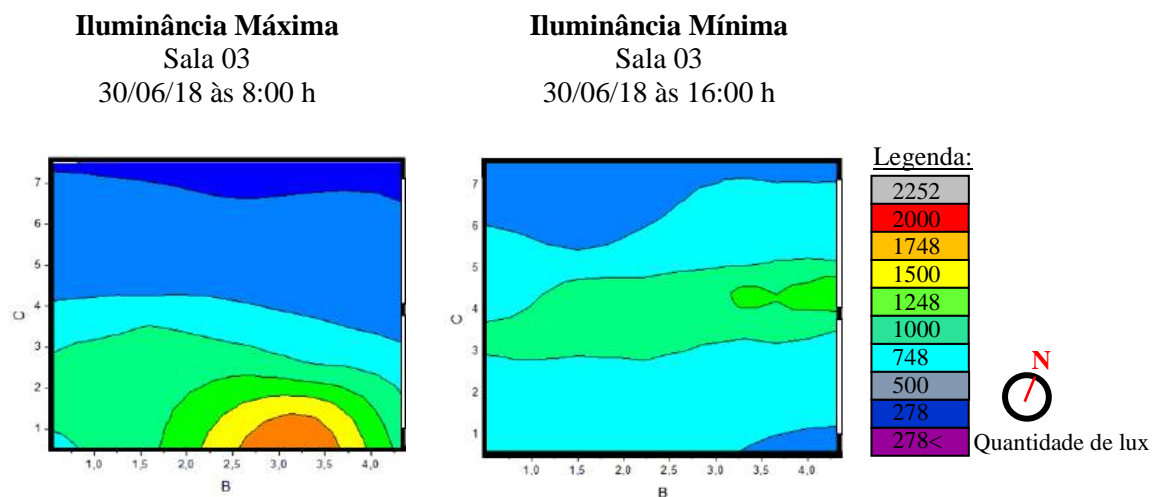 Iluminância Máxima
Sala 03
30/06/18 às 8:00 h
Iluminância Mínima
Sala 03
30/06/18 às 16:00 h
7
6
5
4
3
2
1
C
1,0 1,5 2,0 2,5 3,0 3,5 4,0
B
7
6
5
4
3
2
1
C
1,0 1,5 2,0 2,5 3,0 3,5 4,0
B
Legenda:
2252
2000
1748
1500
1248
1000
748
500
278
278<
N
Quantidade de lux